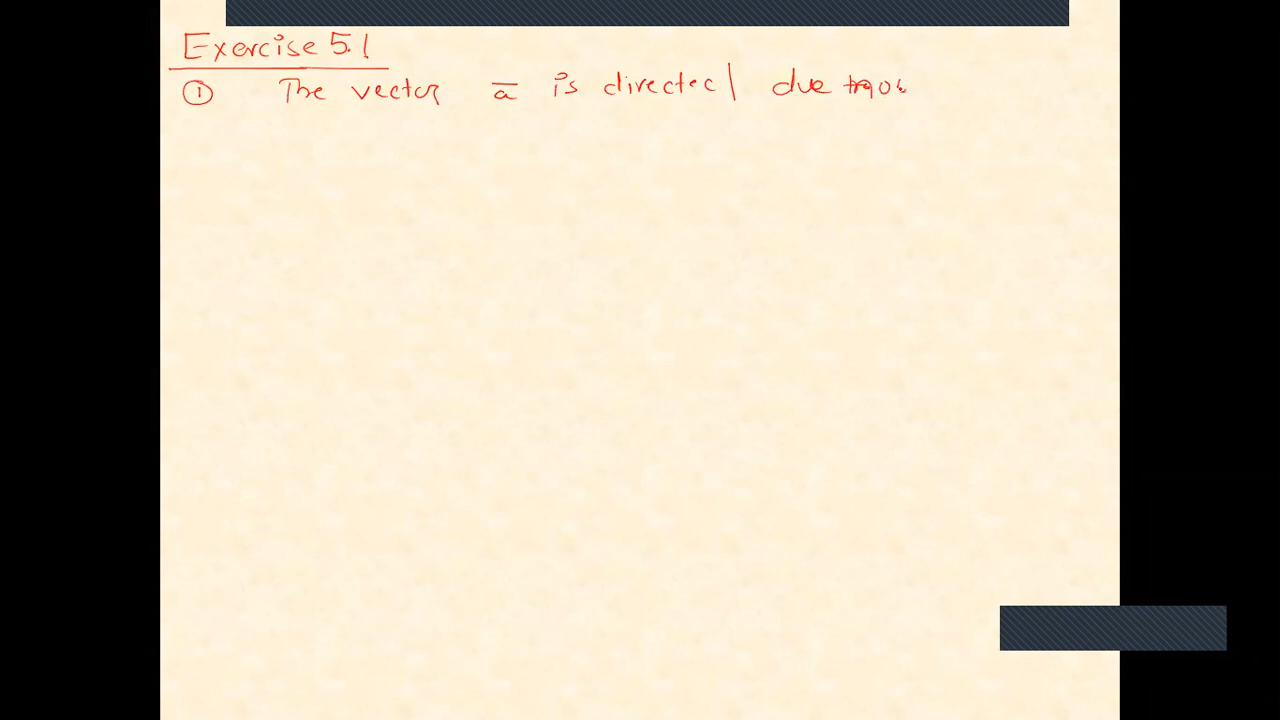 Exercise 5.1
① The vector a̅ is directed due